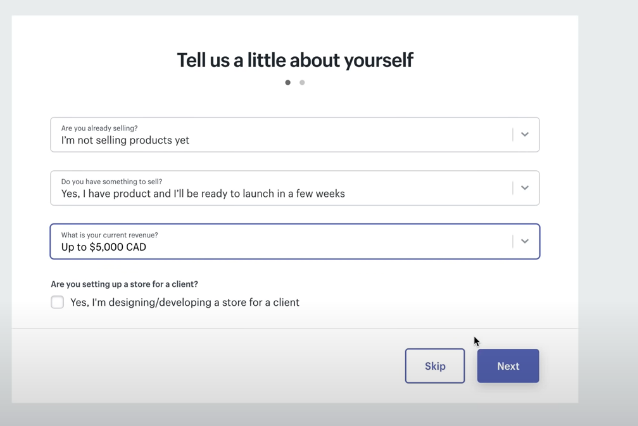 Tell us a little about yourself
Are you already selling?
I'm not selling products yet
Do you have something to sell?
Yes, I have product and I'll be ready to launch in a few weeks
What is your current revenue?
Up to $5,000 CAD
Are you setting up a store for a client?
Yes, I'm designing/developing a store for a client
Skip
Next